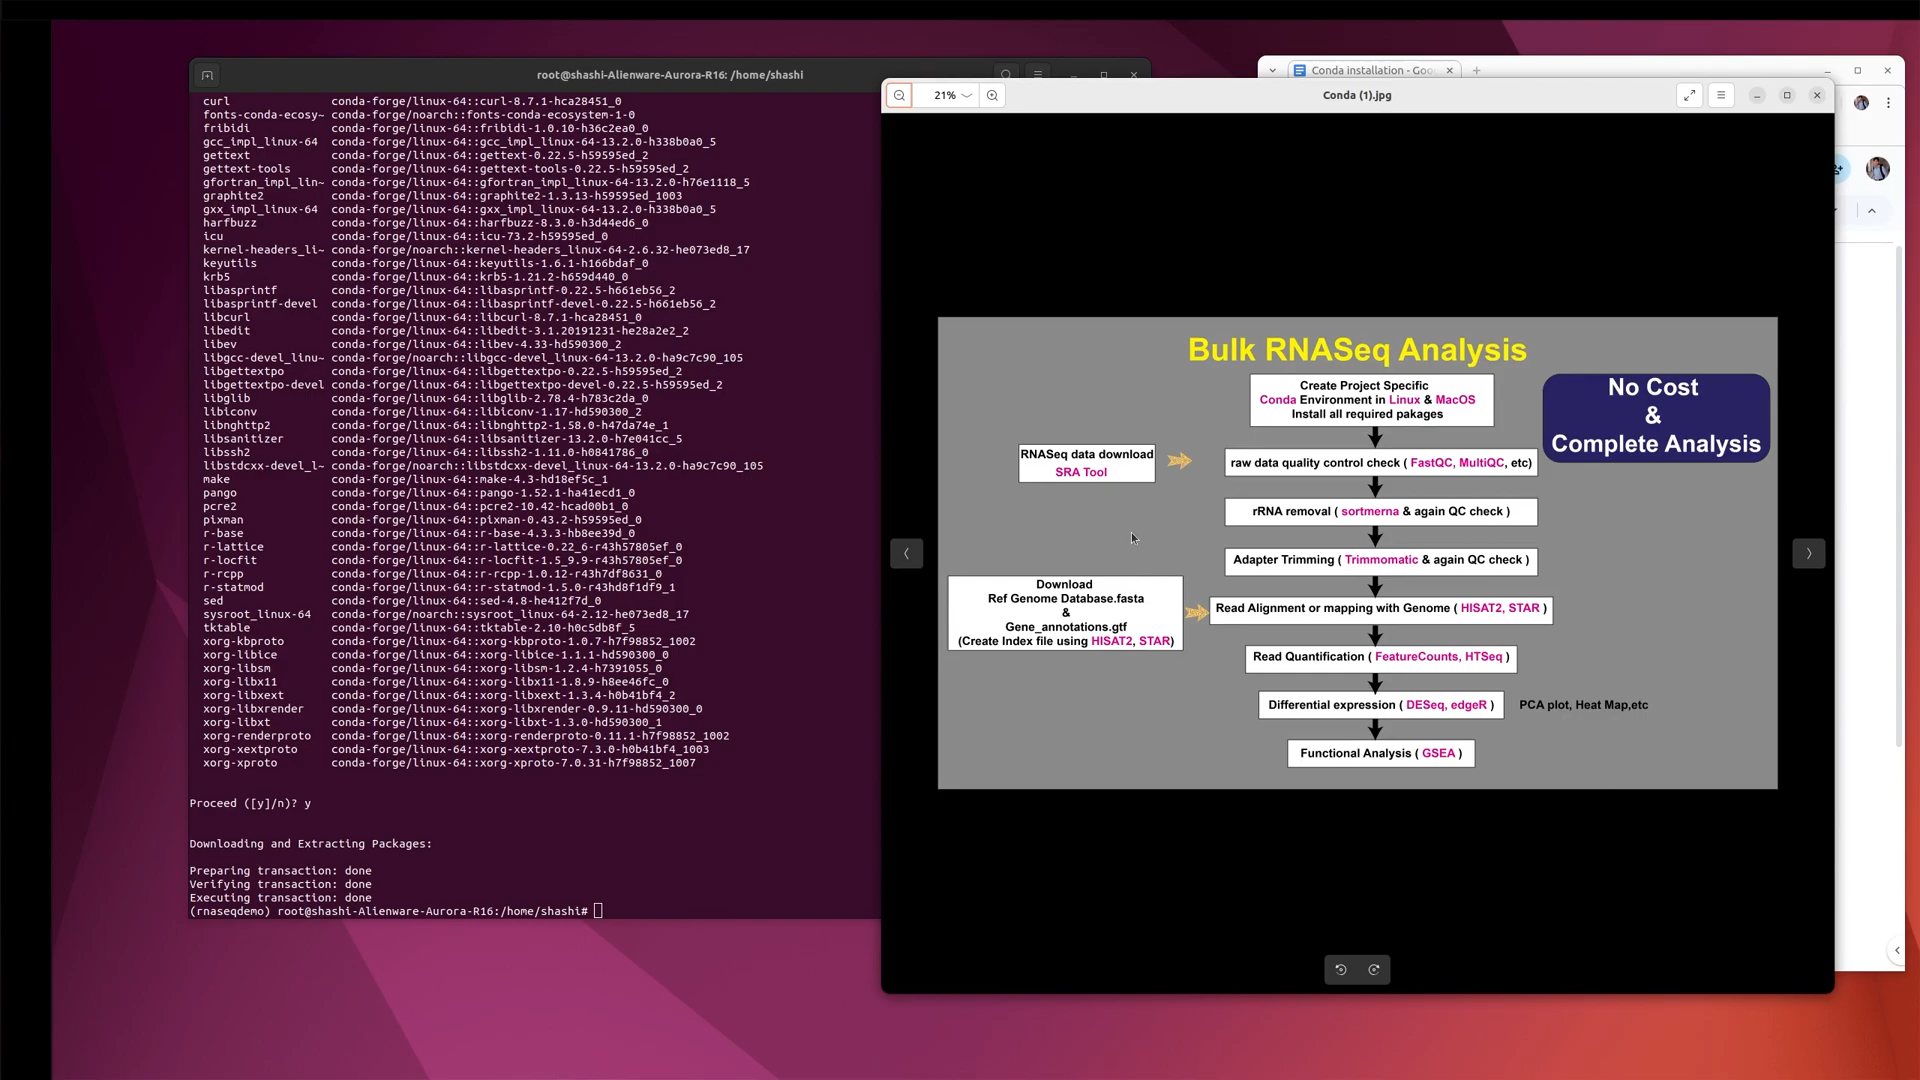 root@shashi-Alienware-Aurora-R16: /home/shashi
curl conda-forge/linux-64::curl-8.7.1-hca28451_0
fonts-conda-ecosy~ conda-forge/noarch::fonts-conda-ecosystem-1-0
fribidi conda-forge/linux-64::fribidi-1.0.10-h36c2ea0_0
gcc_impl_linux-64 conda-forge/linux-64::gcc_impl_linux-64-13.2.0-h338b0a0_5
gettext conda-forge/linux-64::gettext-0.22.5-h59595ed_2
gettext-tools conda-forge/linux-64::gettext-tools-0.22.5-h59595ed_2
gfortran_impl_lin~ conda-forge/linux-64::gfortran_impl_linux-64-13.2.0-h76e1118_5
graphite2 conda-forge/linux-64::graphite2-1.3.13-h59595ed_1003
gxx_impl_linux-64 conda-forge/linux-64::gxx_impl_linux-64-13.2.0-h338b0a0_5
harfbuzz conda-forge/linux-64::harfbuzz-8.3.0-h3d44ed6_0
icu conda-forge/linux-64::icu-73.2-h59595ed_0
kernel-headers_li~ conda-forge/noarch::kernel-headers_linux-64-2.6.32-he073ed8_17
keyutils conda-forge/linux-64::keyutils-1.6.1-h166bdaf_0
krb5 conda-forge/linux-64::krb5-1.21.2-h659d440_0
libasprintf conda-forge/linux-64::libasprintf-0.22.5-h661eb56_2
libasprintf-devel conda-forge/linux-64::libasprintf-devel-0.22.5-h661eb56_2
libcurl conda-forge/linux-64::libcurl-8.7.1-hca28451_0
libedit conda-forge/linux-64::libedit-3.1.20191231-he28a2e2_2
libev conda-forge/linux-64::libev-4.33-hd590300_2
libgcc-devel_linu~ conda-forge/noarch::libgcc-devel_linux-64-13.2.0-ha9c7c90_105
libgettextpo conda-forge/linux-64::libgettextpo-0.22.5-h59595ed_2
libgettextpo-devel conda-forge/linux-64::libgettextpo-devel-0.22.5-h59595ed_2
libglib conda-forge/linux-64::libglib-2.78.4-h783c2da_0
libiconv conda-forge/linux-64::libiconv-1.17-hd590300_2
libnghttp2 conda-forge/linux-64::libnghttp2-1.58.0-h47da74e_1
libsanitizer conda-forge/linux-64::libsanitizer-13.2.0-h7e041cc_5
libssh2 conda-forge/linux-64::libssh2-1.11.0-h0841786_0
libstdcxx-devel_l~ conda-forge/noarch::libstdcxx-devel_linux-64-13.2.0-ha9c7c90_105
make conda-forge/linux-64::make-4.3-hd18ef5c_1
pango conda-forge/linux-64::pango-1.52.1-ha41ecd1_0
pcre2 conda-forge/linux-64::pcre2-10.42-hcad00b1_0
pixman conda-forge/linux-64::pixman-0.43.2-h59595ed_0
r-base conda-forge/linux-64::r-base-4.3.3-hb8ee39d_0
r-lattice conda-forge/linux-64::r-lattice-0.22_6-r43h57805ef_0
r-locfit conda-forge/linux-64::r-locfit-1.5_9.9-r43h57805ef_0
r-rcpp conda-forge/linux-64::r-rcpp-1.0.12-r43h7df8631_0
r-statmod conda-forge/linux-64::r-statmod-1.5.0-r43hd8f1df9_1
sed conda-forge/linux-64::sed-4.8-he412f7d_0
sysroot_linux-64 conda-forge/noarch::sysroot_linux-64-2.12-he073ed8_17
tktable conda-forge/linux-64::tktable-2.10-h0c5db8f_5
xorg-kbproto conda-forge/linux-64::xorg-kbproto-1.0.7-h7f98852_1002
xorg-libice conda-forge/linux-64::xorg-libice-1.1.1-hd590300_0
xorg-libsm conda-forge/linux-64::xorg-libsm-1.2.4-h7391055_0
xorg-libx11 conda-forge/linux-64::xorg-libx11-1.8.9-h8ee46fc_0
xorg-libxext conda-forge/linux-64::xorg-libxext-1.3.4-h0b41bf4_2
xorg-libxrender conda-forge/linux-64::xorg-libxrender-0.9.11-hd590300_0
xorg-libxt conda-forge/linux-64::xorg-libxt-1.3.0-hd590300_1
xorg-renderproto conda-forge/linux-64::xorg-renderproto-0.11.1-h7f98852_1002
xorg-xextproto conda-forge/linux-64::xorg-xextproto-7.3.0-h0b41bf4_1003
xorg-xproto conda-forge/linux-64::xorg-xproto-7.0.31-h7f98852_1007
Proceed ([y]/n)? y
Downloading and Extracting Packages:
Preparing transaction: done
Verifying transaction: done
Executing transaction: done
(rnaseqdemo) root@shashi-Alienware-Aurora-R16:/home/shashi#
Conda installation - Goo
21%
Conda (1).jpg
Bulk RNASeq Analysis
Create Project Specific
Conda Environment in Linux & MacOS
Install all required pakages
No Cost
&
Complete Analysis
RNASeq data download
SRA Tool
raw data quality control check ( FastQC, MultiQC, etc)
rRNA removal ( sortmerna & again QC check )
Adapter Trimming ( Trimmomatic & again QC check )
Download
Ref Genome Database.fasta
&
Gene_annotations.gtf
(Create Index file using HISAT2, STAR)
Read Alignment or mapping with Genome ( HISAT2, STAR )
Read Quantification ( FeatureCounts, HTSeq )
Differential expression ( DESeq, edgeR )
PCA plot, Heat Map,etc
Functional Analysis ( GSEA )